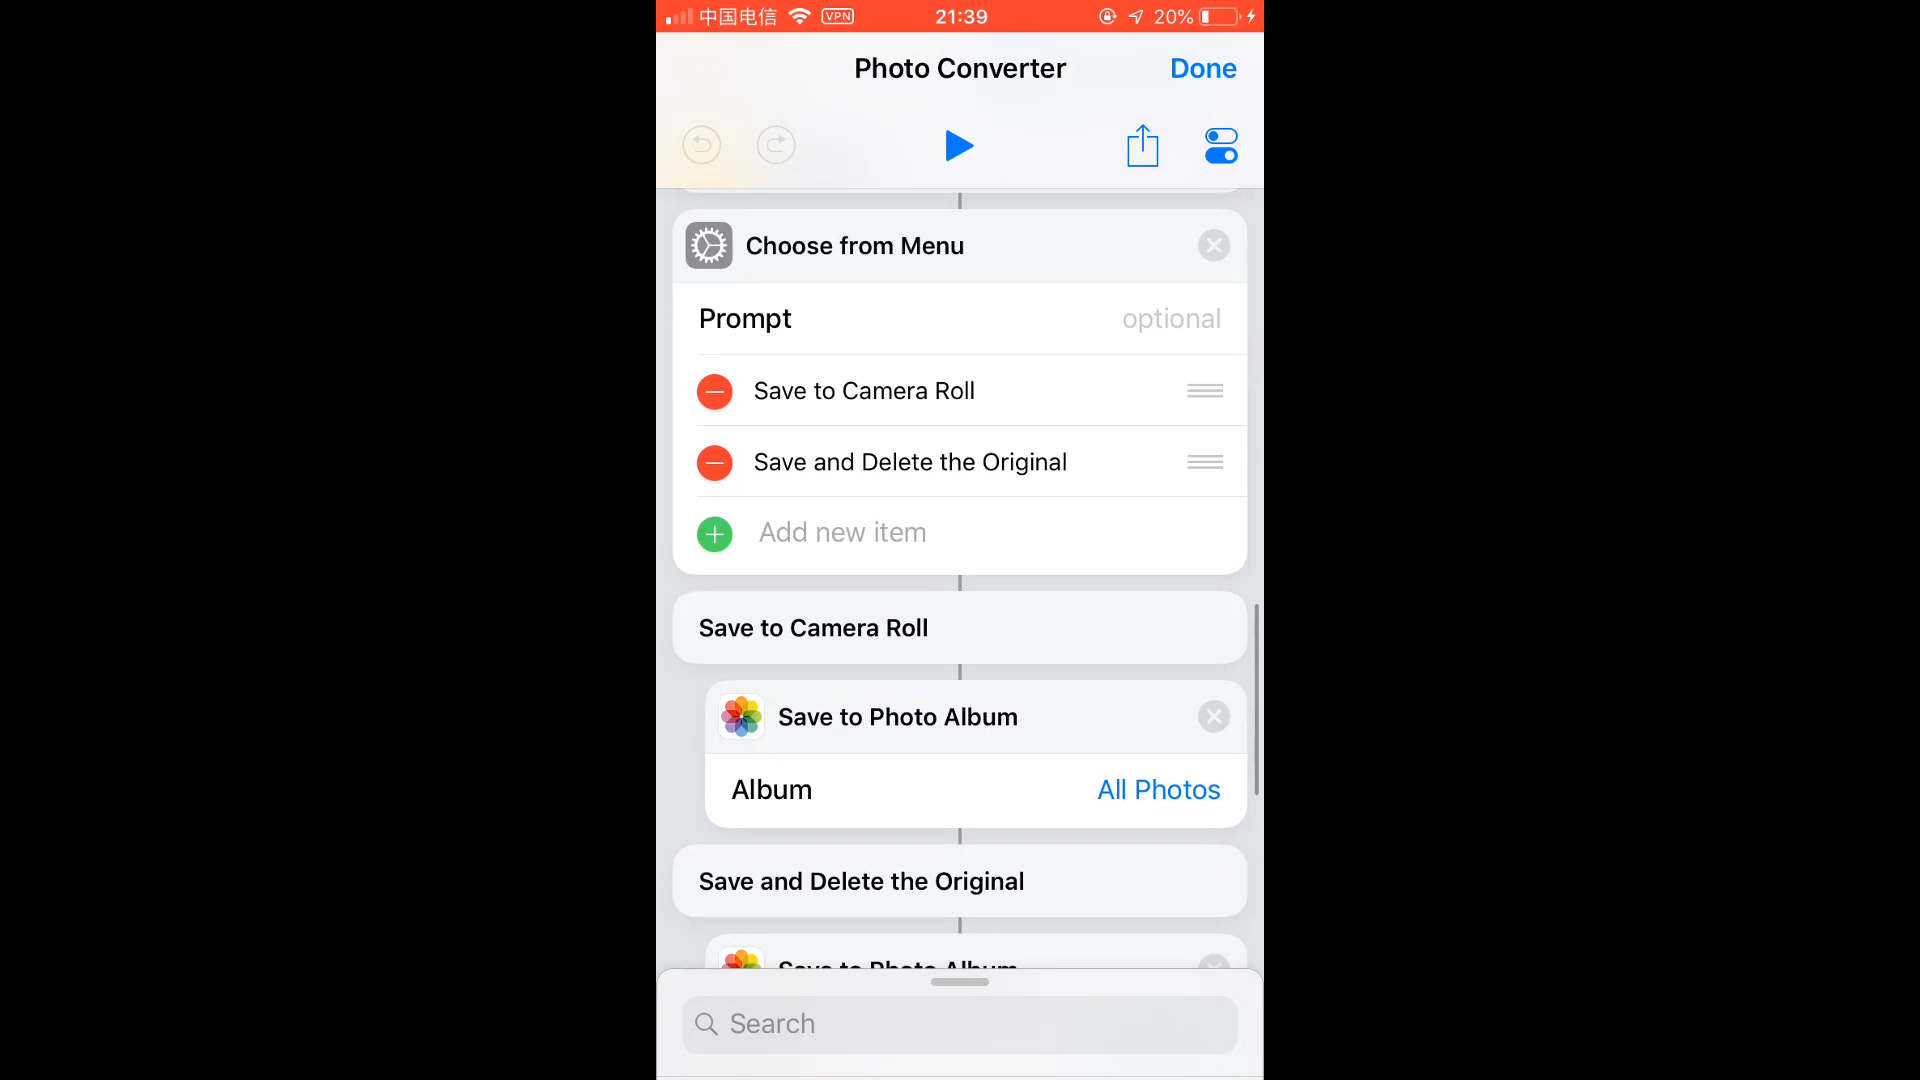 中国电信 VPN 21:39 20%
Photo Converter Done
Choose from Menu
Prompt optional
Save to Camera Roll
Save and Delete the Original
Add new item
Save to Camera Roll
Save to Photo Album
Album All Photos
Save and Delete the Original
Save to Photo Album
Search